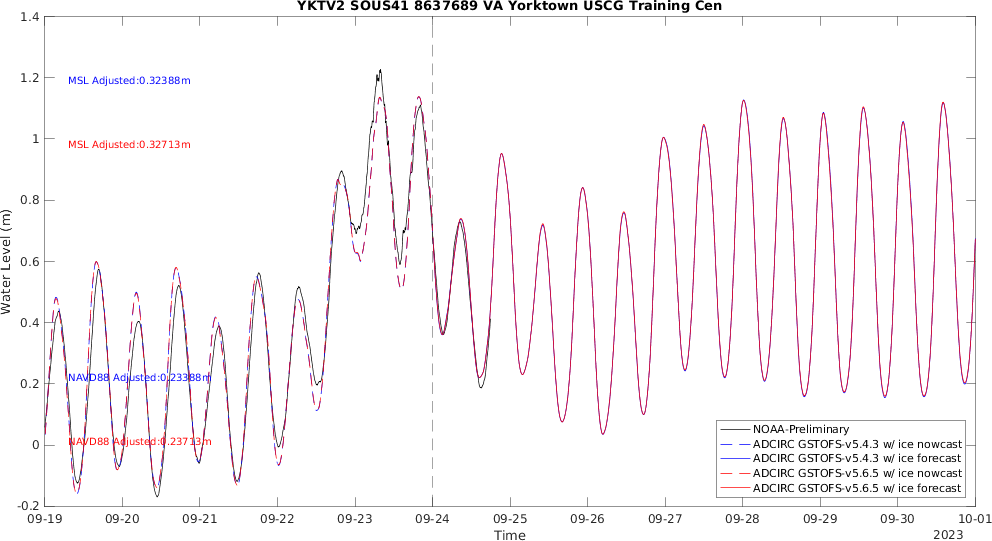 YKTV2 SOUS41 8637689 VA Yorktown USCG Training Cen
1.4
1.2
1
0.8
0.6
0.4
0.2
0
-0.2
Water Level (m)
MSL Adjusted:0.32388m
MSL Adjusted:0.32713m
NAVD88 Adjusted:0.23388m
NAVD88 Adjusted:0.23713m
NOAA-Preliminary
ADCIRC GSTOFS-v5.4.3 w/ ice nowcast
ADCIRC GSTOFS-v5.4.3 w/ ice forecast
ADCIRC GSTOFS-v5.6.5 w/ ice nowcast
ADCIRC GSTOFS-v5.6.5 w/ ice forecast
09-19 09-20 09-21 09-22 09-23 09-24 09-25 09-26 09-27 09-28 09-29 09-30 10-01
Time 2023